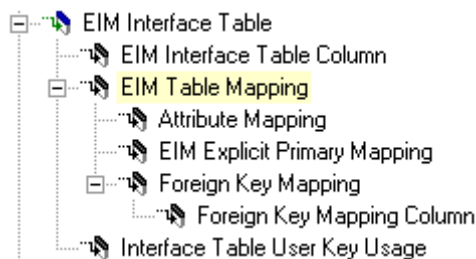 EIM Interface Table
EIM Interface Table Column
EIM Table Mapping
Attribute Mapping
EIM Explicit Primary Mapping
Foreign Key Mapping
Foreign Key Mapping Column
Interface Table User Key Usage